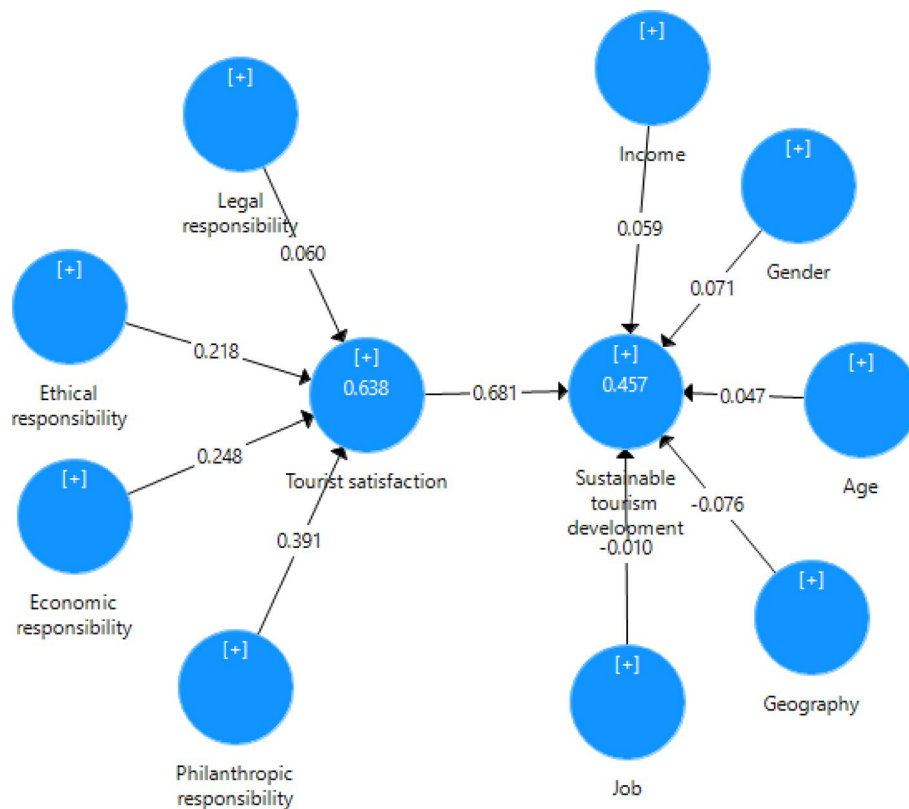 [+]
Income
[+]
Legal
responsibility
[+]
Gender
0.059
0.060
0.071
[+]
Ethical
responsibility
0.218
[+]
0.638
Tourist satisfaction
0.681
[+]
0.457
Sustainable
tourism
development
0.047
[+]
Age
[+]
Economic
responsibility
0.248
0.391
-0.010
-0.076
[+]
Geography
[+]
Philanthropic
responsibility
[+]
Job